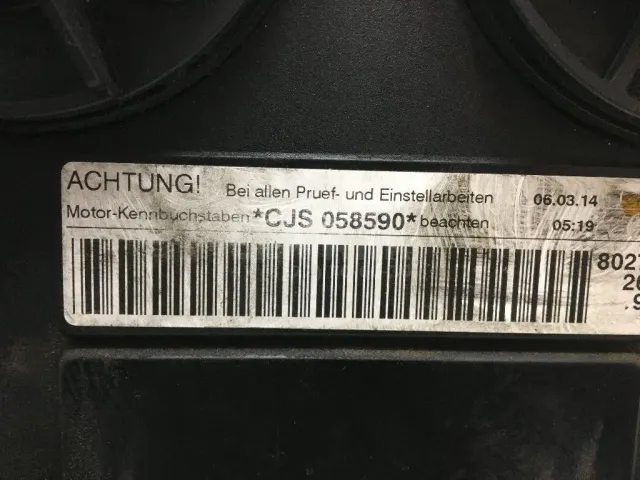 ACHTUNG! Bei allen Pruef- und Einstellarbeiten 06.03.14
Motor-Kennbuchstaben *CJS 058590* beachten 05:19